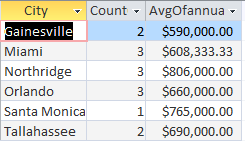 City Count AvgOfannua
Gainesville 2 $590,000.00
Miami 3 $608,333.33
Northridge 3 $806,000.00
Orlando 3 $660,000.00
Santa Monica 1 $765,000.00
Tallahassee 2 $690,000.00